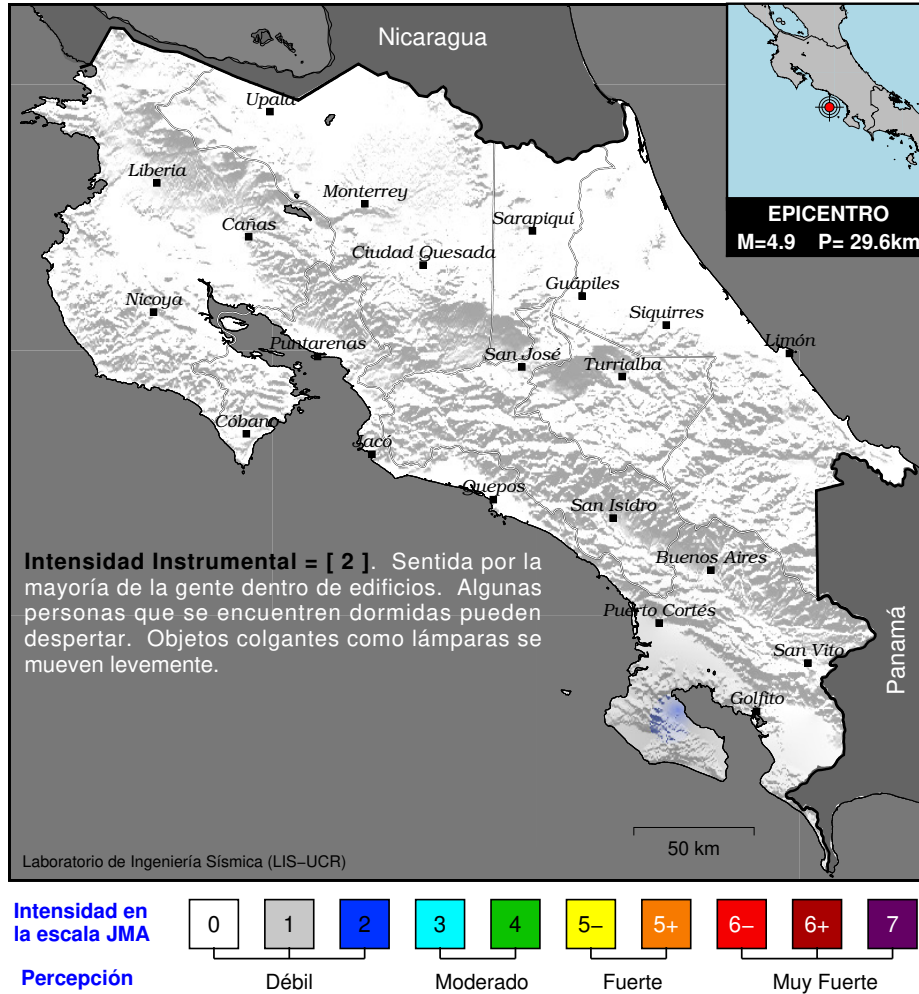 Nicaragua
EPICENTRO
M=4.9 P= 29.6km
Upala
Liberia
Monterrey
Cañas
Sarapiquí
Ciudad Quesada
Guápiles
Nicoya
Siquirres
Puntarenas
San José
Limón
Turrialba
Cóbano
Jacó
Quepos
San Isidro
Buenos Aires
Intensidad Instrumental = [ 2 ]. Sentida por la
mayoría de la gente dentro de edificios. Algunas
personas que se encuentren dormidas pueden
despertar. Objetos colgantes como lámparas se
mueven levemente.
Puerto Cortés
San Vito
Panamá
Golfito
50 km
Laboratorio de Ingeniería Sísmica (LIS−UCR)
Intensidad en
la escala JMA
0 1 2 3 4 5− 5+ 6− 6+ 7
Percepción
Débil Moderado Fuerte Muy Fuerte